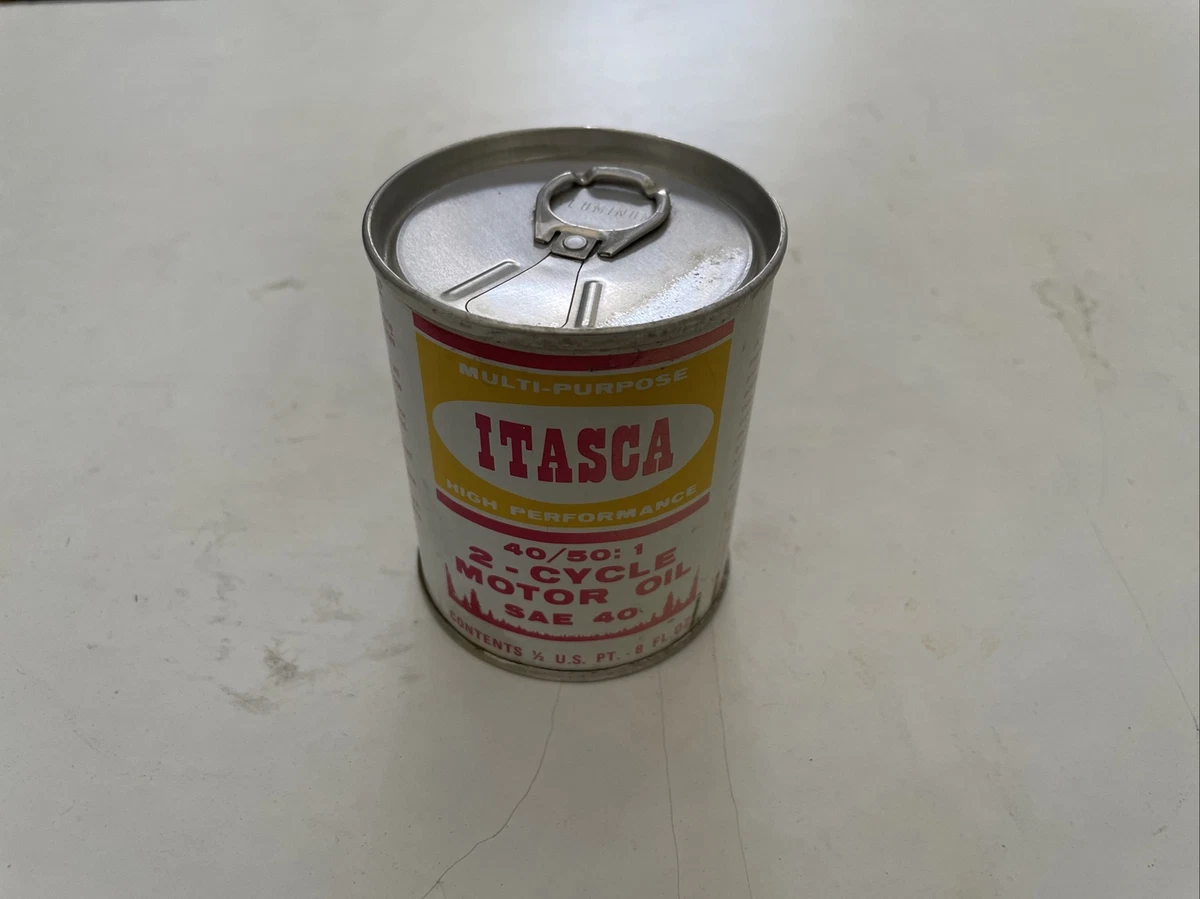 MULTI-PURPOSE
ITASCA
HIGH PERFORMANCE
40/50:1
2-CYCLE
MOTOR OIL
SAE 40
CONTENTS ½ U.S. PT. - 8 FL. OZ.